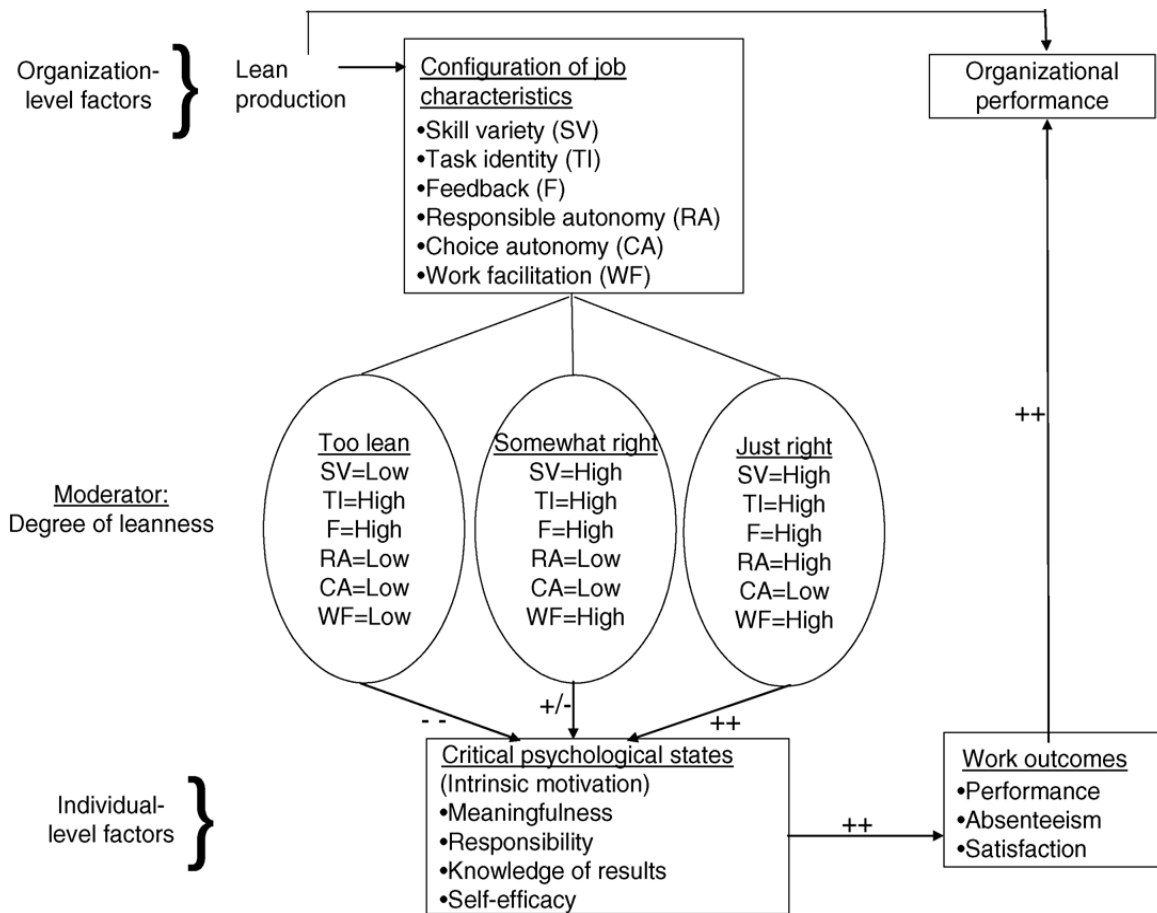 Organization-
level factors
}
Lean
production
Configuration of job
characteristics
•Skill variety (SV)
•Task identity (TI)
•Feedback (F)
•Responsible autonomy (RA)
•Choice autonomy (CA)
•Work facilitation (WF)
Organizational
performance
Moderator:
Degree of leanness
Too lean
SV=Low
TI=High
F=High
RA=Low
CA=Low
WF=Low
Somewhat right
SV=High
TI=High
F=High
RA=Low
CA=Low
WF=High
Just right
SV=High
TI=High
F=High
RA=High
CA=Low
WF=High
++
- -
+/-
++
Individual-
level factors
}
Critical psychological states
(Intrinsic motivation)
•Meaningfulness
•Responsibility
•Knowledge of results
•Self-efficacy
++
Work outcomes
•Performance
•Absenteeism
•Satisfaction